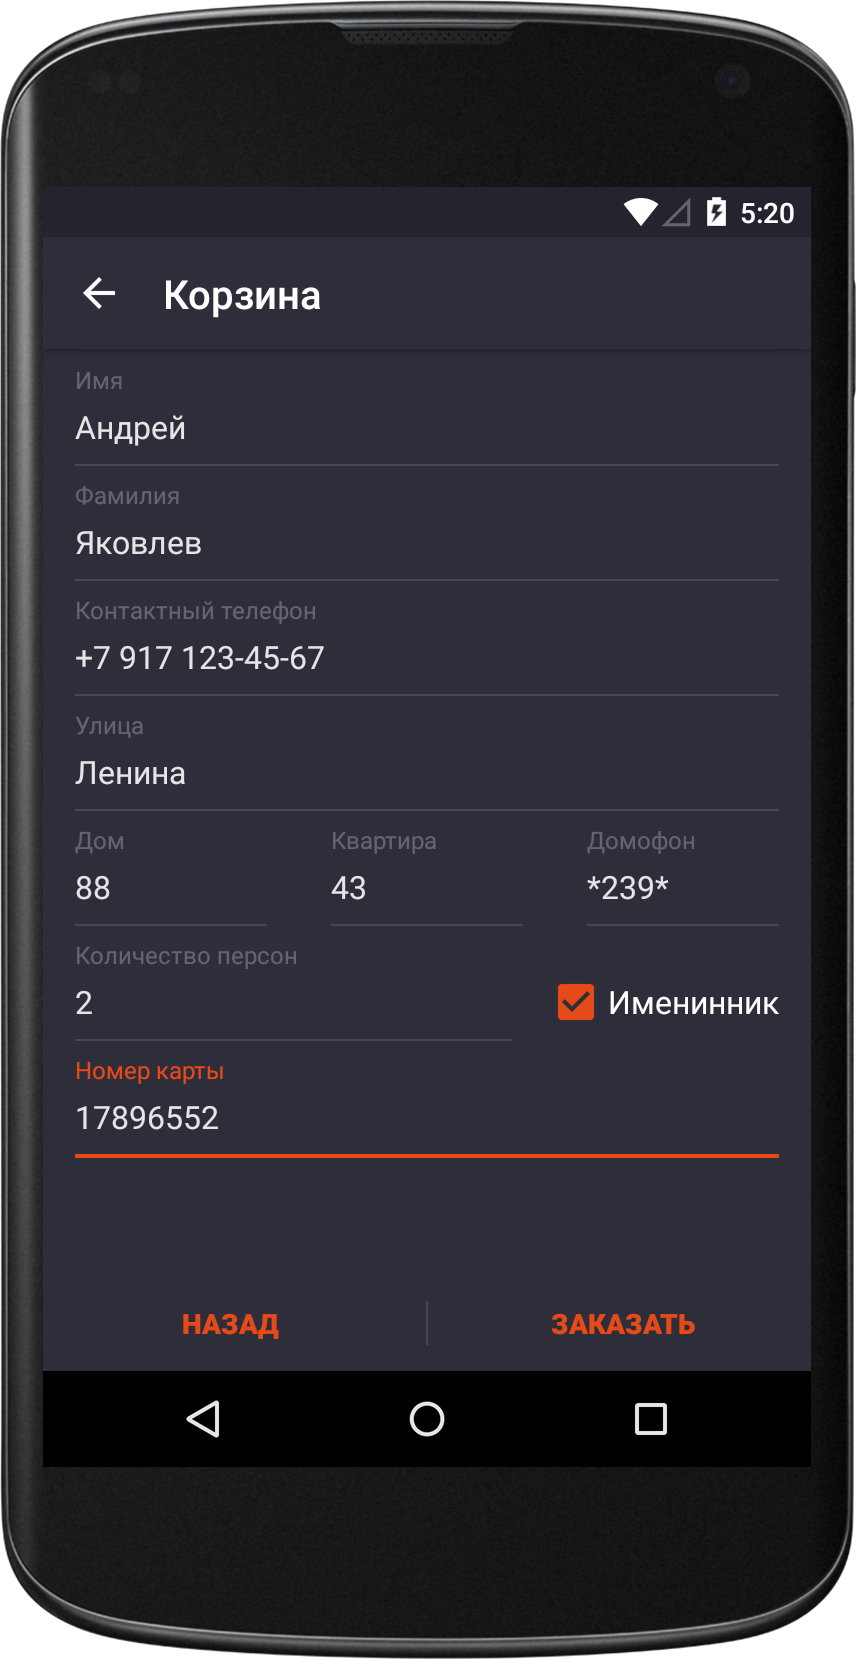 5:20
Корзина
Имя
Андрей
Фамилия
Яковлев
Контактный телефон
+7 917 123-45-67
Улица
Ленина
Дом Квартира Домофон
88 43 *239*
Количество персон
2 Именинник
Номер карты
17896552
НАЗАД ЗАКАЗАТЬ